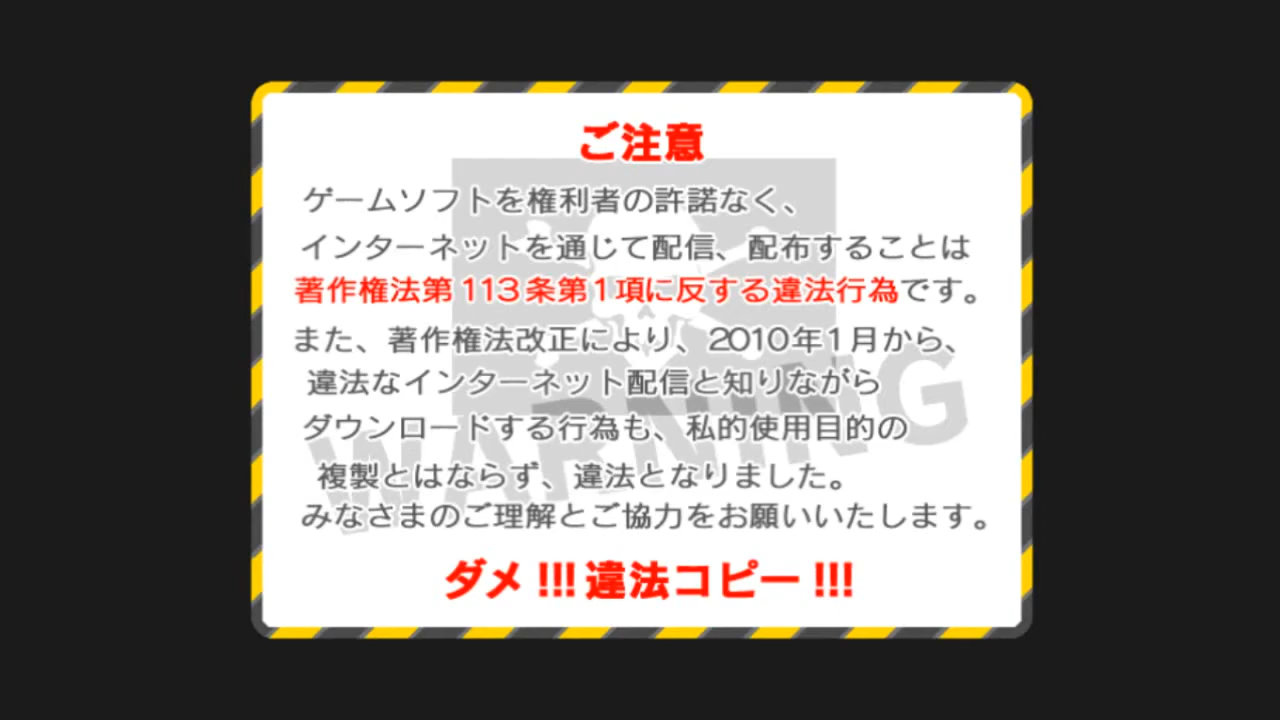 ご注意
ゲームソフトを権利者の許諾なく、
インターネットを通じて配信、配布することは
著作権法第113条第1項に反する違法行為です。
また、著作権法改正により、2010年1月から、
違法なインターネット配信と知りながら
ダウンロードする行為も、私的使用目的の
複製とはならず、違法となりました。
みなさまのご理解とご協力をお願いいたします。
ダメ!!!違法コピー!!!
WARNING